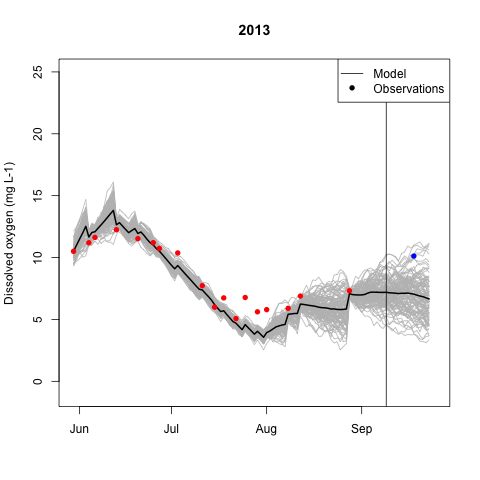 2013
Model
Observations
Dissolved oxygen (mg L-1)
25
20
15
10
5
0
Jun
Jul
Aug
Sep